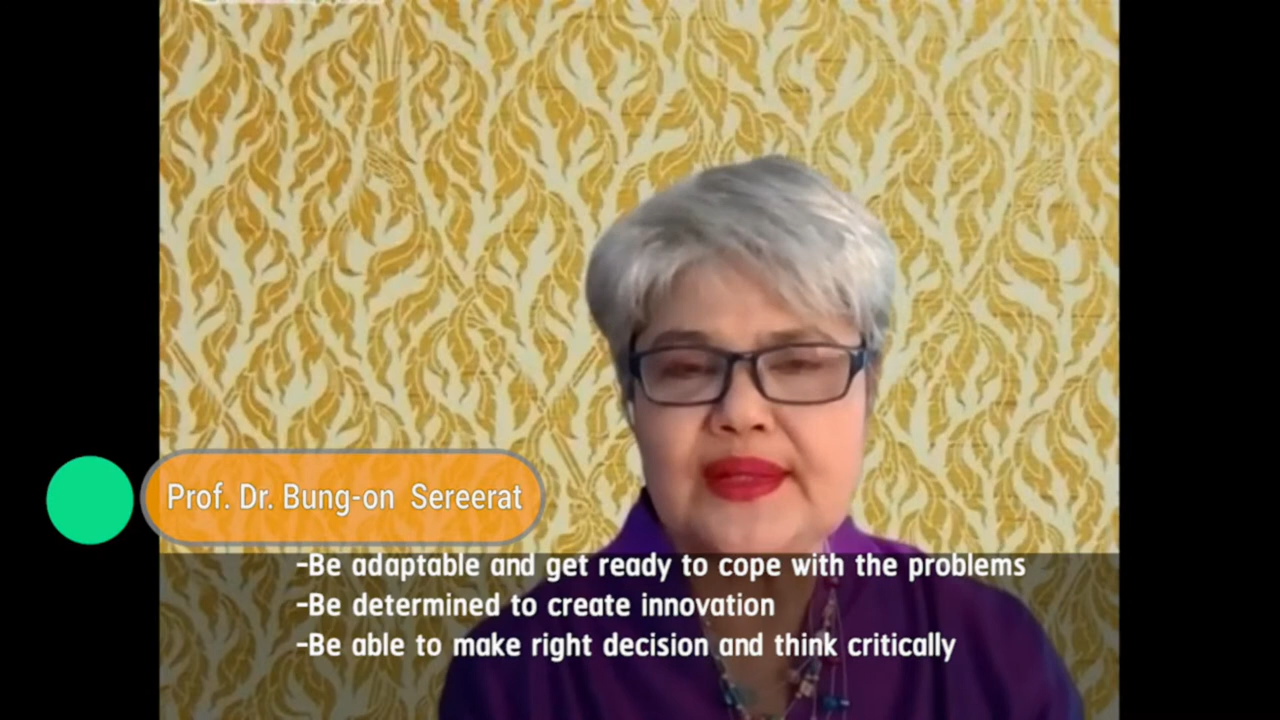 Prof. Dr. Bung-on Sereerat
-Be adaptable and get ready to cope with the problems
-Be determined to create innovation
-Be able to make right decision and think critically